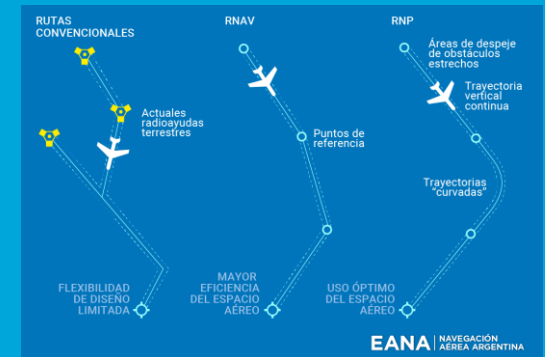 RUTAS
CONVENCIONALES
Actuales
radioayudas
terrestres
FLEXIBILIDAD
DE DISEÑO
LIMITADA
RNAV
Puntos de
referencia
MAYOR
EFICIENCIA
DEL ESPACIO
AÉREO
RNP
Áreas de despeje
de obstáculos
estrechos
Trayectoria
vertical
continua
Trayectorias
"curvadas"
USO ÓPTIMO
DEL ESPACIO
AÉREO
EANA NAVEGACIÓN
AÉREA ARGENTINA